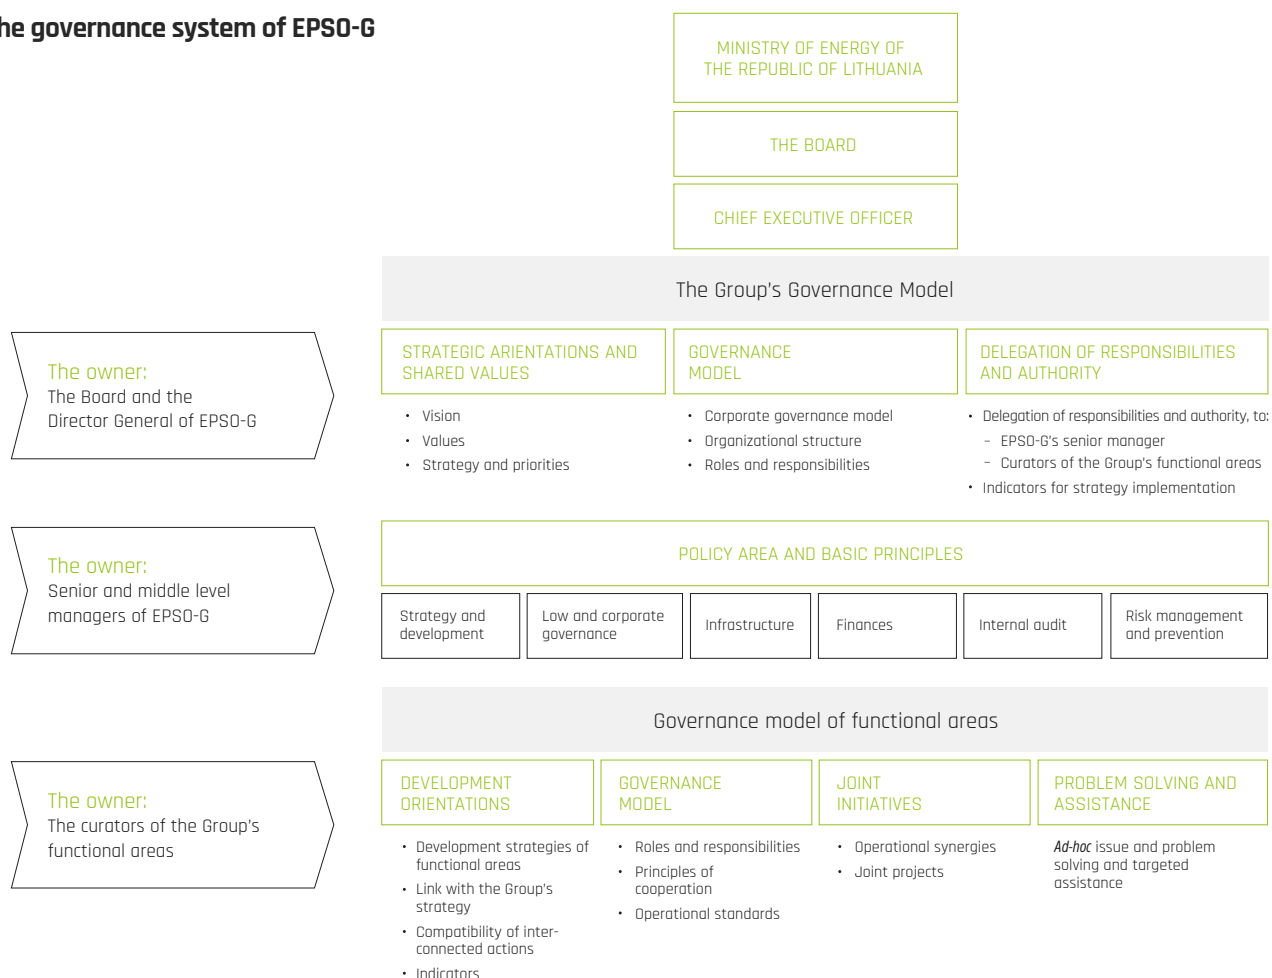 he governance system of EPSO-G
MINISTRY OF ENERGY OF
THE REPUBLIC OF LITHUANIA
THE BOARD
CHIEF EXECUTIVE OFFICER
The Group's Governance Model
The owner:
The Board and the
Director General of EPSO-G
STRATEGIC ARIENTATIONS AND
SHARED VALUES
• Vision
• Values
• Strategy and priorities
GOVERNANCE
MODEL
• Corporate governance model
• Organizational structure
• Roles and responsibilities
DELEGATION OF RESPONSIBILITIES
AND AUTHORITY
• Delegation of responsibilities and authority, to:
– EPSO-G's senior manager
– Curators of the Group's functional areas
• Indicators for strategy implementation
The owner:
Senior and middle level
managers of EPSO-G
POLICY AREA AND BASIC PRINCIPLES
Strategy and
development
Low and corporate
governance
Infrastructure
Finances
Internal audit
Risk management
and prevention
Governance model of functional areas
The owner:
The curators of the Group's
functional areas
DEVELOPMENT
ORIENTATIONS
• Development strategies of
functional areas
• Link with the Group's
strategy
• Compatibility of inter-
connected actions
• Indicators
GOVERNANCE
MODEL
• Roles and responsibilities
• Principles of
cooperation
• Operational standards
JOINT
INITIATIVES
• Operational synergies
• Joint projects
PROBLEM SOLVING AND
ASSISTANCE
Ad-hoc issue and problem
solving and targeted
assistance